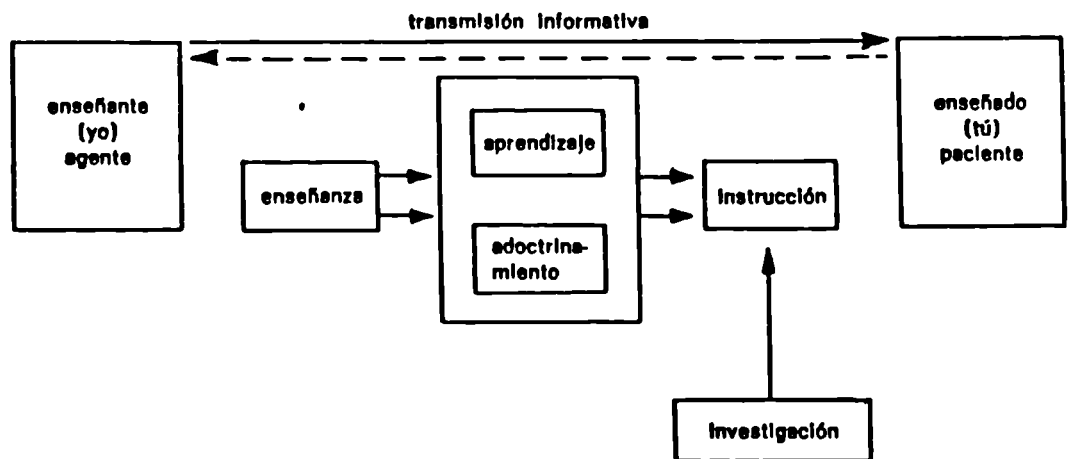 transmisión informativa
enseñante
(yo)
agente
enseñado
(tú)
paciente
aprendizaje
enseñanza
instrucción
adoctrina-
miento
investigación